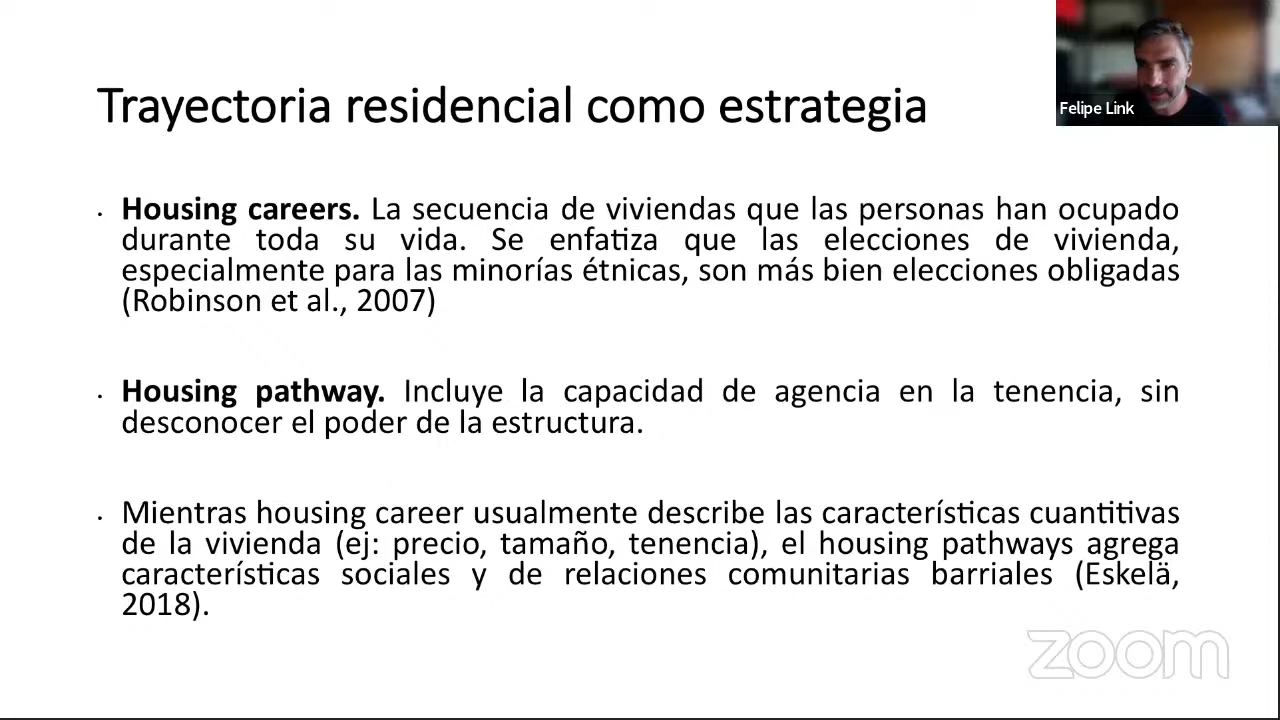 Trayectoria residencial como estrategia
Felipe Link
• Housing careers. La secuencia de viviendas que las personas han ocupado
durante toda su vida. Se enfatiza que las elecciones de vivienda,
especialmente para las minorías étnicas, son más bien elecciones obligadas
(Robinson et al., 2007)
• Housing pathway. Incluye la capacidad de agencia en la tenencia, sin
desconocer el poder de la estructura.
• Mientras housing career usualmente describe las características cuantitivas
de la vivienda (ej: precio, tamaño, tenencia), el housing pathways agrega
características sociales y de relaciones comunitarias barriales (Eskelä,
2018).
zoom